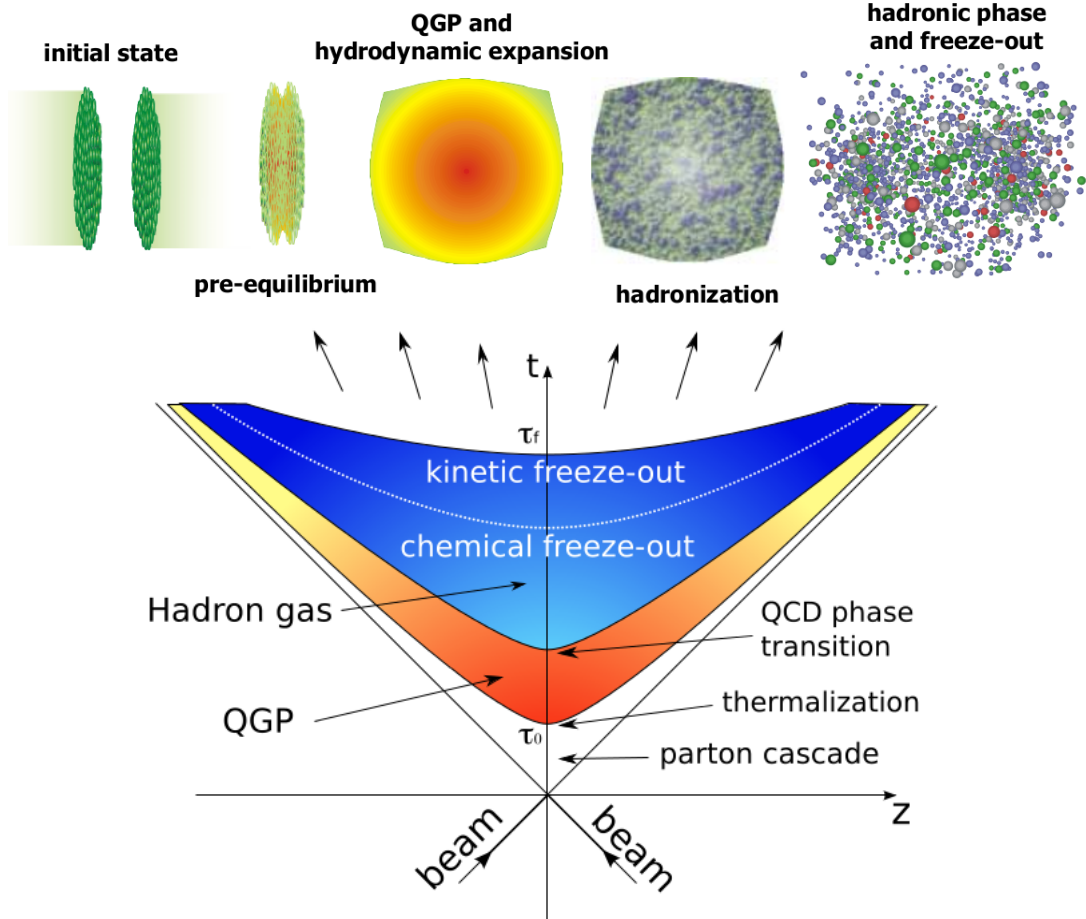 initial state
QGP and
hydrodynamic expansion
hadronic phase
and freeze-out
pre-equilibrium
hadronization
t
τf
kinetic freeze-out
chemical freeze-out
Hadron gas
QCD phase
transition
QGP
thermalization
τ0
parton cascade
z
beam
beam